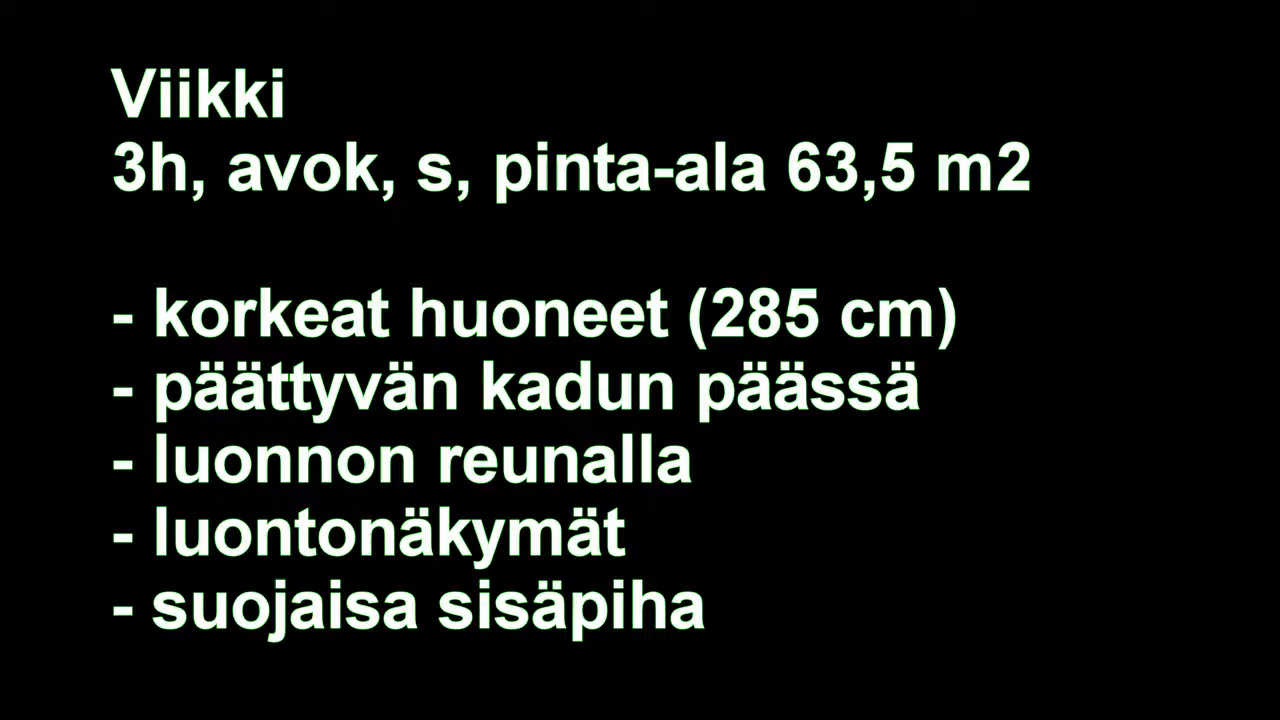 Viikki
3h, avok, s, pinta-ala 63,5 m2
- korkeat huoneet (285 cm)
- päättyvän kadun päässä
- luonnon reunalla
- luontonäkymät
- suojaisa sisäpiha